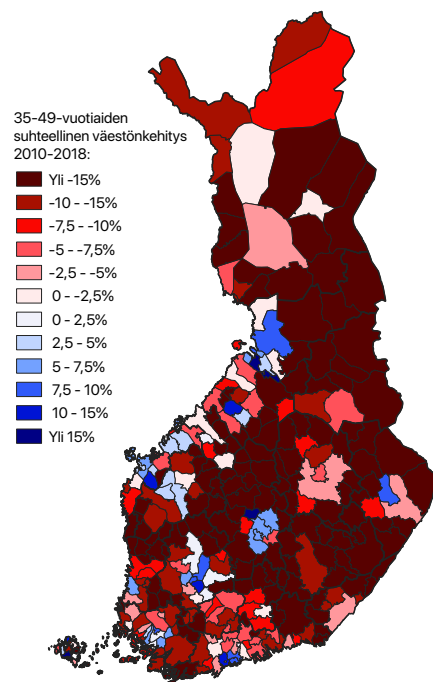 35-49-vuotiaiden
suhteellinen väestönkehitys
2010-2018:
Yli -15%
-10 - -15%
-7,5 - -10%
-5 - -7,5%
-2,5 - -5%
0 - -2,5%
0 - 2,5%
2,5 - 5%
5 - 7,5%
7,5 - 10%
10 - 15%
Yli 15%